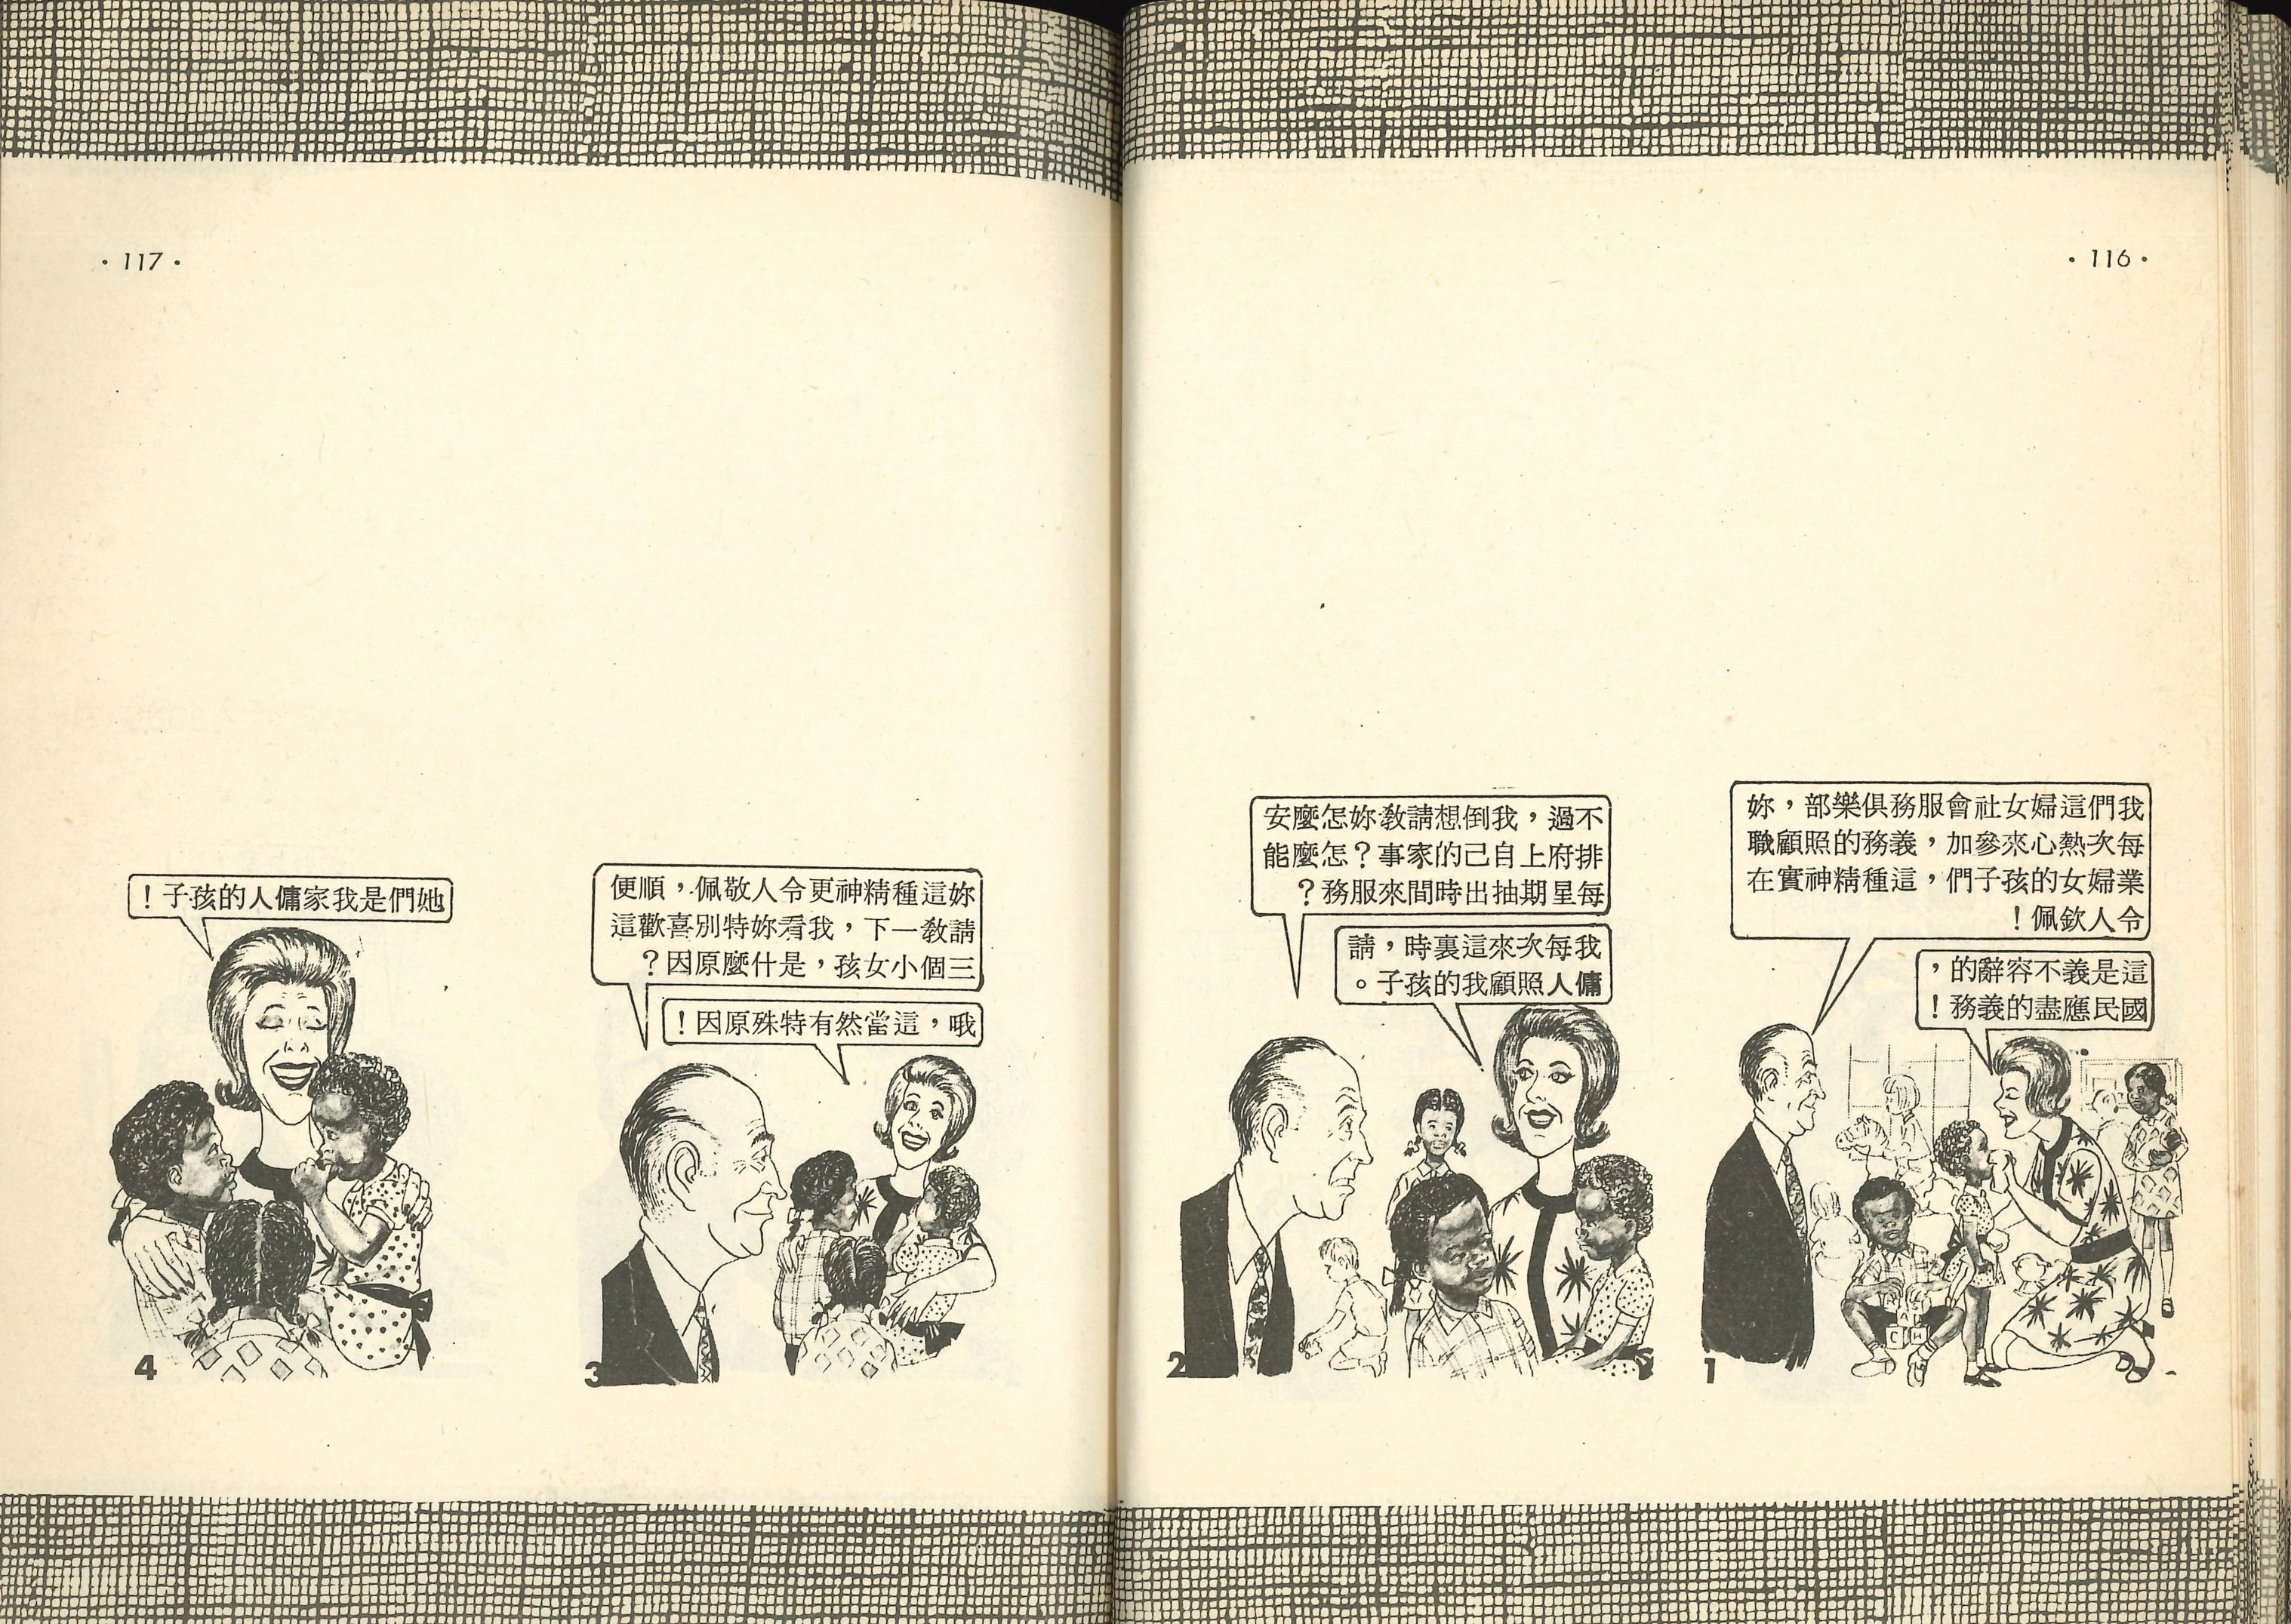 ·116·
我們這婦女社會服務俱樂部，妳
每次熱心來參加，義務的照顧職
業婦女的孩子們，這種精神實在
令人欽佩！
這是義不容辭的，
國民應盡的義務！
1
不過，我倒想請敎妳怎麼安
排府上自己的家事？怎麼能
每星期抽出時間來服務？
我每次來這裏時，請
傭人照顧我的孩子。
2
·117·
妳這種精神更令人敬佩，順便
請敎一下，我看妳特別喜歡這
三個小女孩，是什麼原因？
哦，這當然有特殊原因！
3
她們是我家傭人的孩子！
4